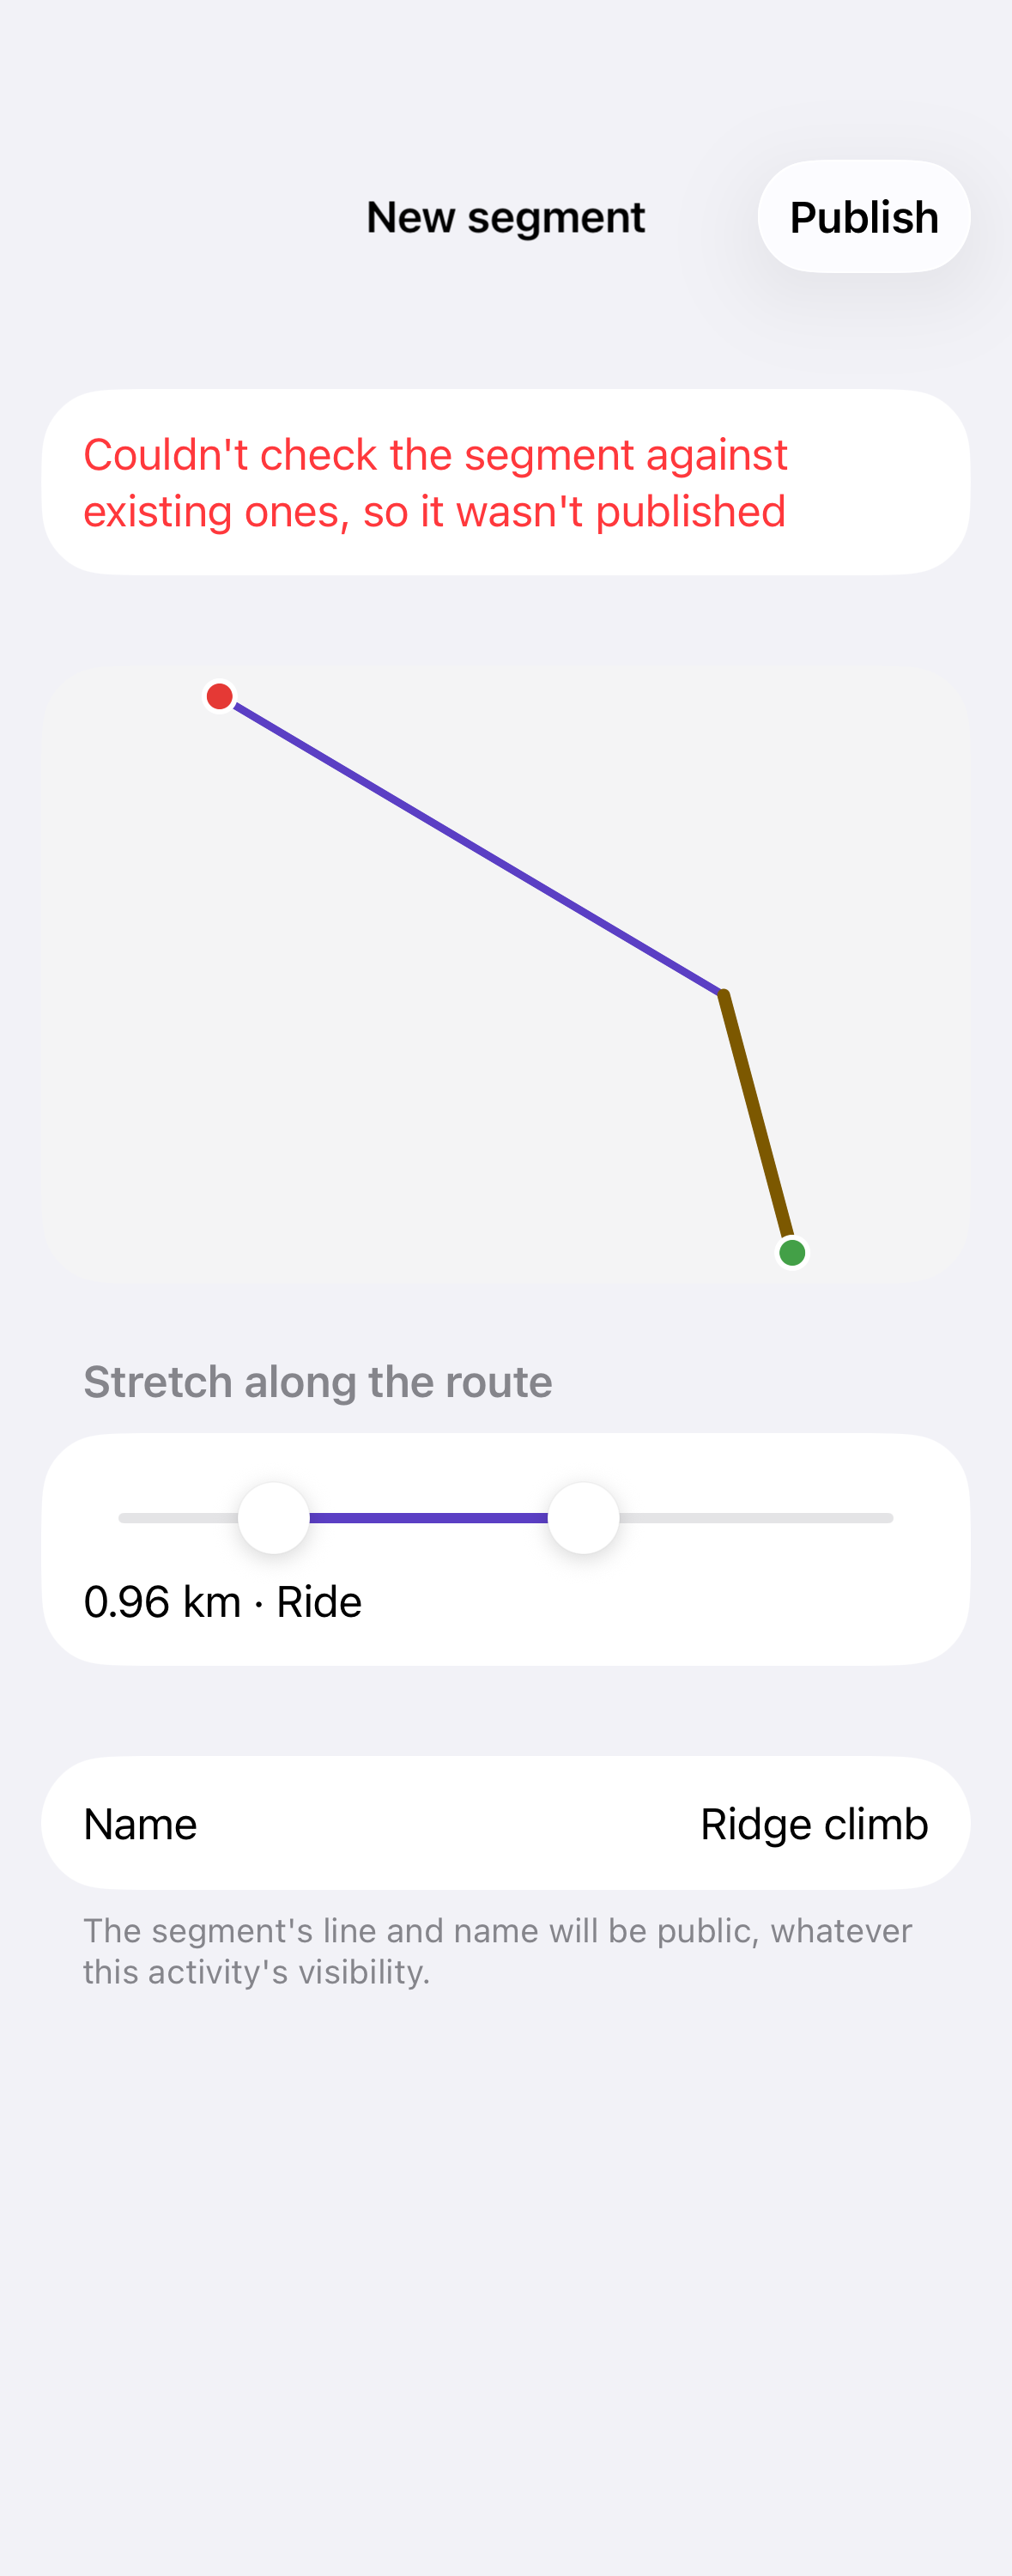 New segment
Publish
Couldn't check the segment against
existing ones, so it wasn't published
Stretch along the route
0.96 km · Ride
Name
Ridge climb
The segment's line and name will be public, whatever
this activity's visibility.